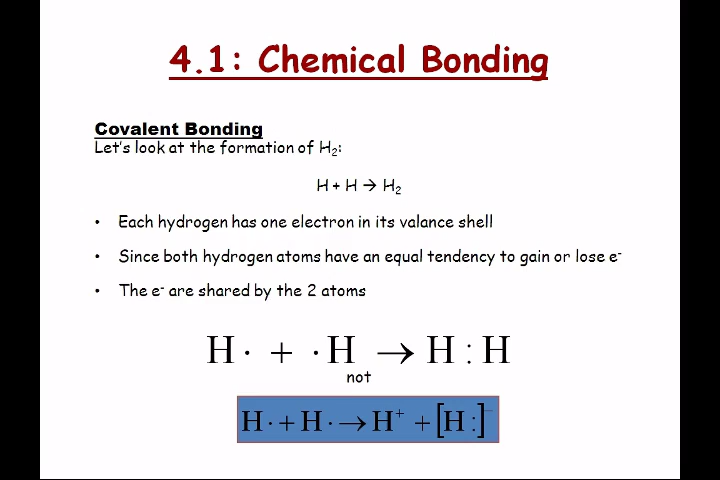 4.1: Chemical Bonding
Covalent Bonding
Let's look at the formation of H₂:
H + H → H₂
• Each hydrogen has one electron in its valance shell
• Since both hydrogen atoms have an equal tendency to gain or lose e⁻
• The e⁻ are shared by the 2 atoms
H · + · H → H : H
not
H · + H · → H⁺ + [H :]⁻